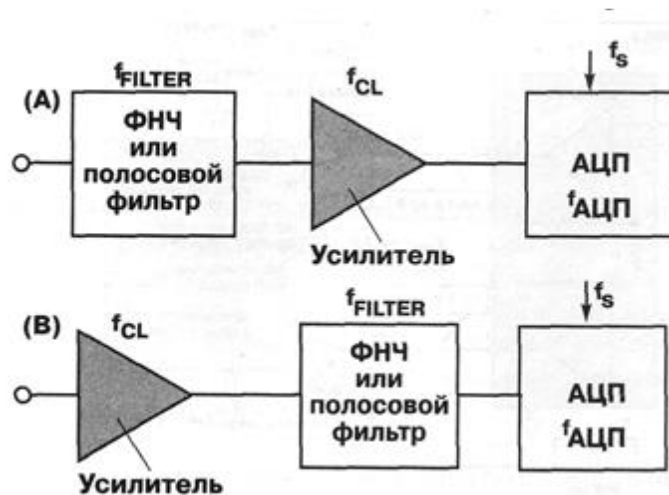 (A)
fFILTER
ФНЧ
или
полосовой
фильтр
fCL
Усилитель
fs
АЦП
fАЦП
(B)
fCL
Усилитель
fFILTER
ФНЧ
или
полосовой
фильтр
fs
АЦП
fАЦП